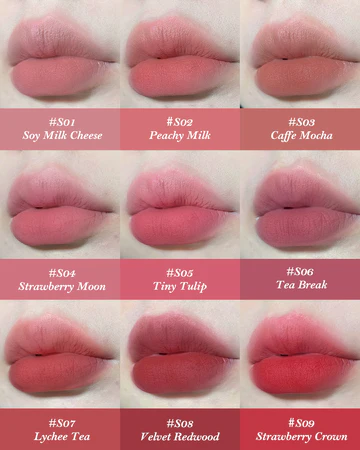 #S01
Soy Milk Cheese
#S02
Peachy Milk
#S03
Caffe Mocha
#S04
Strawberry Moon
#S05
Tiny Tulip
#S06
Tea Break
#S07
Lychee Tea
#S08
Velvet Redwood
#S09
Strawberry Crown